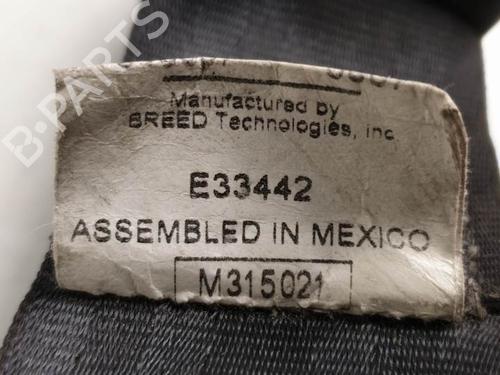 Manufactured by
BREED Technologies, Inc.
E33442
ASSEMBLED IN MEXICO
M315021
B-PARTS